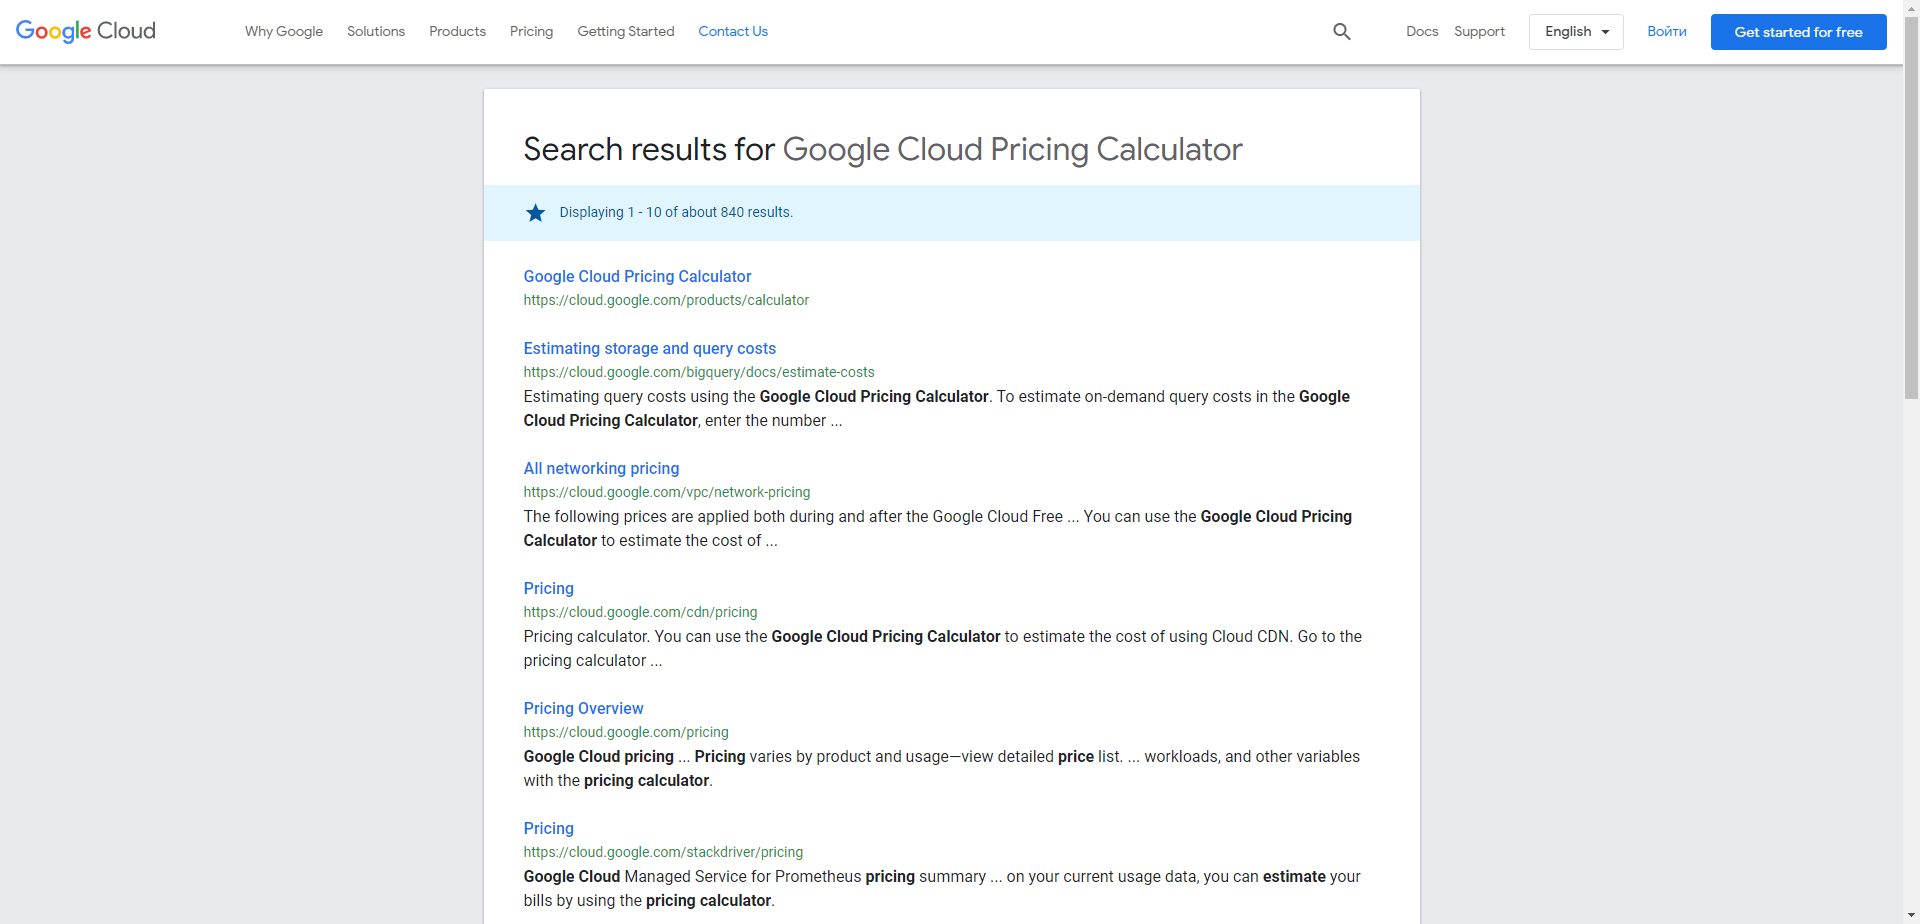 Google Cloud
Why Google
Solutions
Products
Pricing
Getting Started
Contact Us
Docs
Support
English
Войти
Get started for free
Search results for Google Cloud Pricing Calculator
Displaying 1 - 10 of about 840 results.
Google Cloud Pricing Calculator
https://cloud.google.com/products/calculator
Estimating storage and query costs
https://cloud.google.com/bigquery/docs/estimate-costs
Estimating query costs using the Google Cloud Pricing Calculator. To estimate on-demand query costs in the Google
Cloud Pricing Calculator, enter the number ...
All networking pricing
https://cloud.google.com/vpc/network-pricing
The following prices are applied both during and after the Google Cloud Free ... You can use the Google Cloud Pricing
Calculator to estimate the cost of ...
Pricing
https://cloud.google.com/cdn/pricing
Pricing calculator. You can use the Google Cloud Pricing Calculator to estimate the cost of using Cloud CDN. Go to the
pricing calculator ...
Pricing Overview
https://cloud.google.com/pricing
Google Cloud pricing ... Pricing varies by product and usage—view detailed price list. ... workloads, and other variables
with the pricing calculator.
Pricing
https://cloud.google.com/stackdriver/pricing
Google Cloud Managed Service for Prometheus pricing summary ... on your current usage data, you can estimate your
bills by using the pricing calculator.